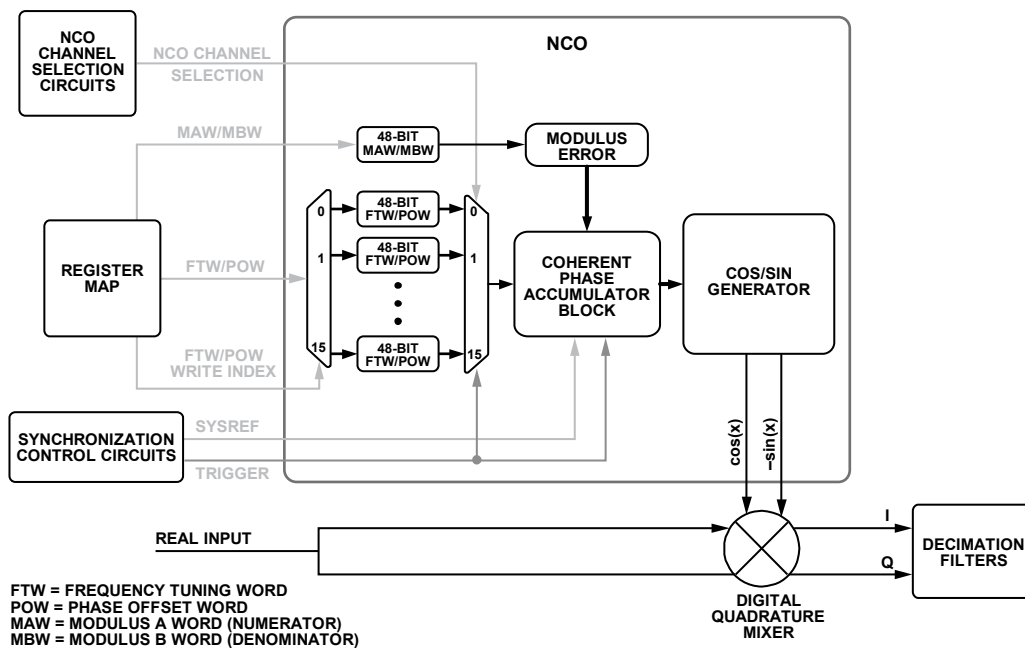 NCO
CHANNEL
SELECTION
CIRCUITS
NCO CHANNEL
SELECTION
NCO
MAW/MBW
48-BIT
MAW/MBW
MODULUS
ERROR
REGISTER
MAP
FTW/POW
0
1
15
48-BIT
FTW/POW
48-BIT
FTW/POW
48-BIT
FTW/POW
0
1
15
COHERENT
PHASE
ACCUMULATOR
BLOCK
COS/SIN
GENERATOR
FTW/POW
WRITE INDEX
SYNCHRONIZATION
CONTROL CIRCUITS
SYSREF
TRIGGER
cos(x)
–sin(x)
REAL INPUT
I
Q
DECIMATION
FILTERS
DIGITAL
QUADRATURE
MIXER
FTW = FREQUENCY TUNING WORD
POW = PHASE OFFSET WORD
MAW = MODULUS A WORD (NUMERATOR)
MBW = MODULUS B WORD (DENOMINATOR)